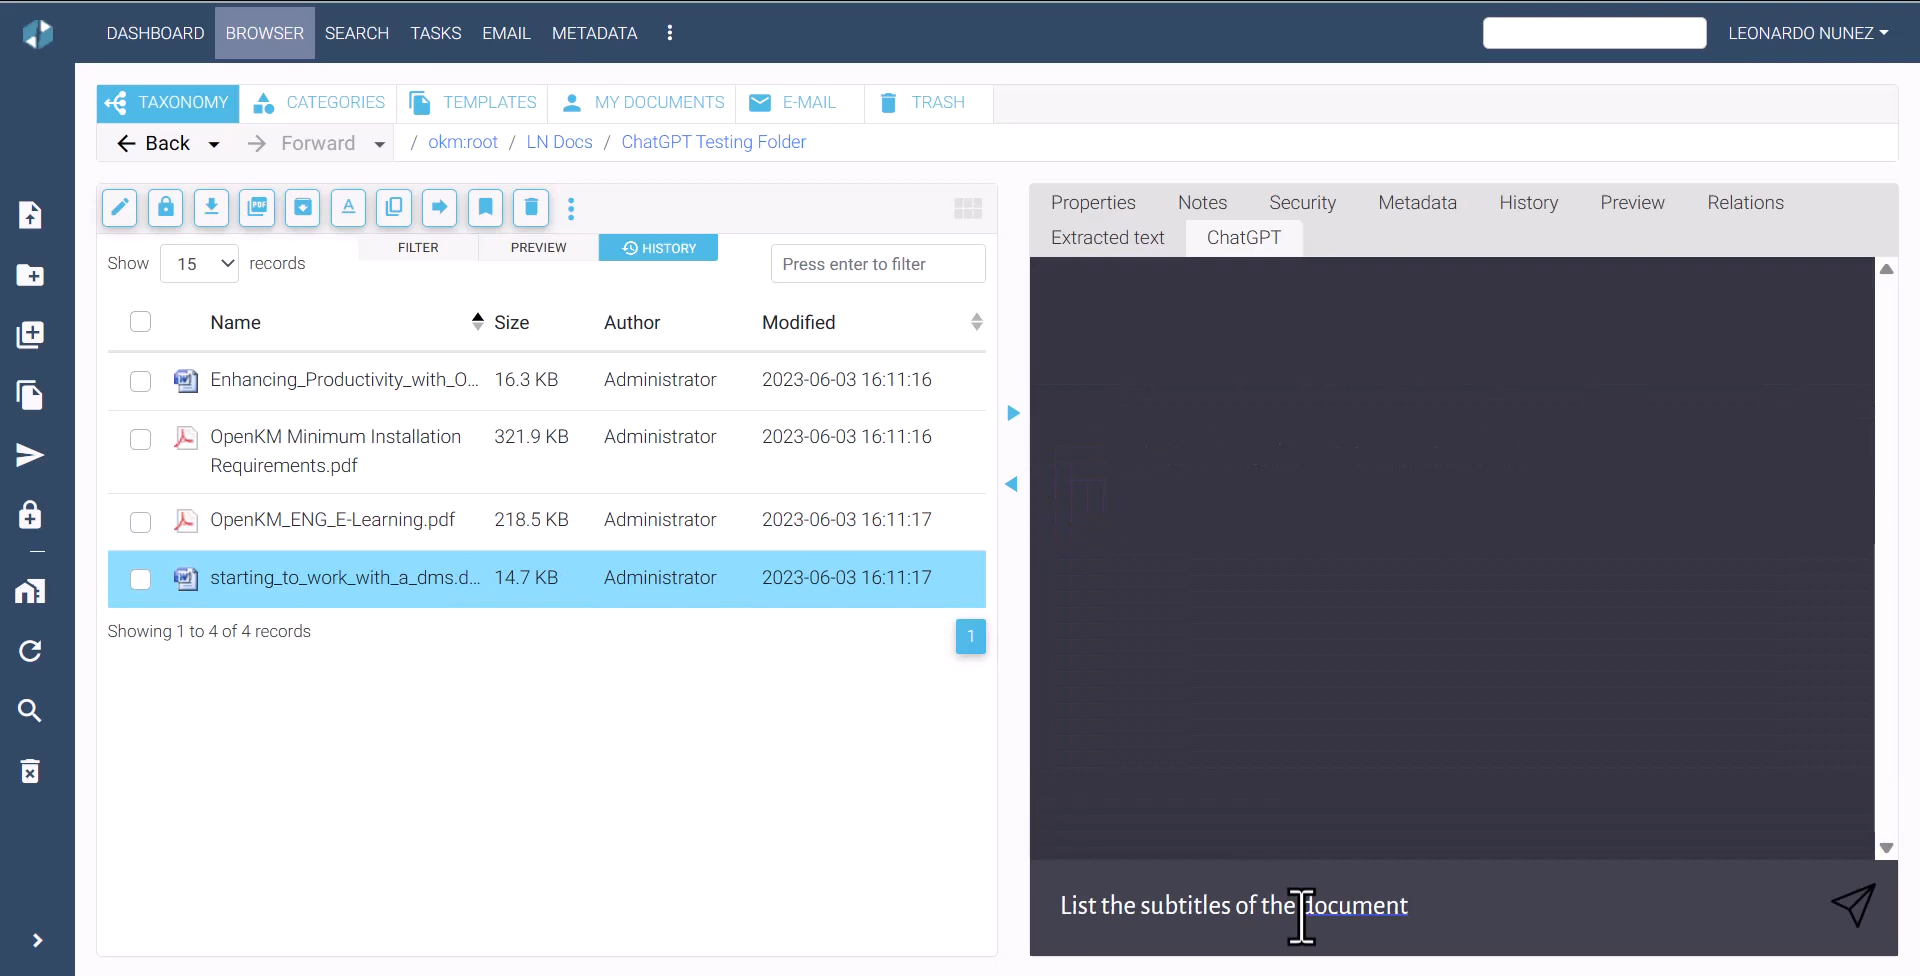 DASHBOARD BROWSER SEARCH TASKS EMAIL METADATA LEONARDO NUNEZ
TAXONOMY CATEGORIES TEMPLATES MY DOCUMENTS E-MAIL TRASH
Back Forward / okm:root / LN Docs / ChatGPT Testing Folder
PDF A
FILTER PREVIEW HISTORY
Show 15 records Press enter to filter
Name Size Author Modified
Enhancing_Productivity_with_O... 16.3 KB Administrator 2023-06-03 16:11:16
OpenKM Minimum Installation 321.9 KB Administrator 2023-06-03 16:11:16
Requirements.pdf
OpenKM_ENG_E-Learning.pdf 218.5 KB Administrator 2023-06-03 16:11:17
starting_to_work_with_a_dms.d... 14.7 KB Administrator 2023-06-03 16:11:17
Showing 1 to 4 of 4 records 1
Properties Notes Security Metadata History Preview Relations
Extracted text ChatGPT
List the subtitles of the document